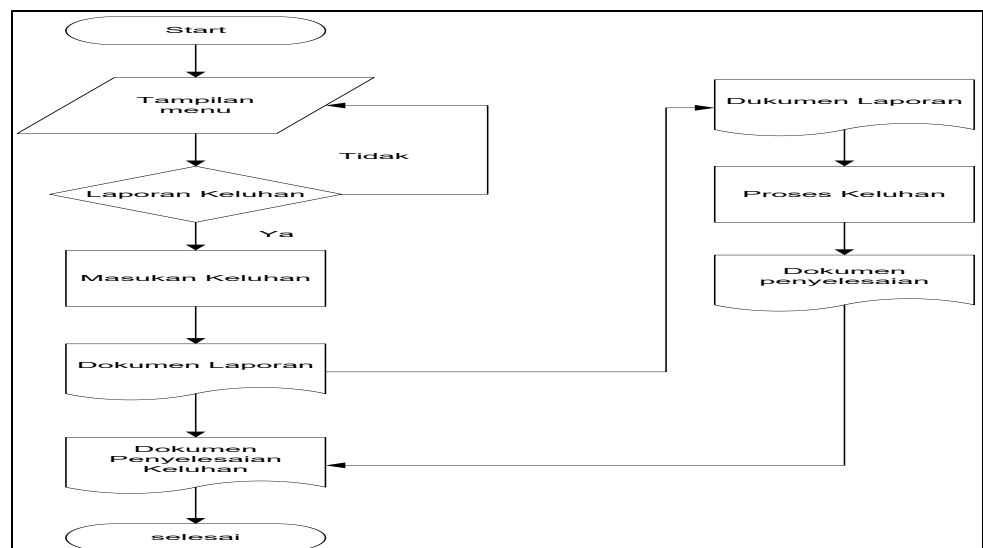 Start
Tampilan
menu
Tidak
Laporan Keluhan
Ya
Masukan Keluhan
Dokumen Laporan
Dokumen
Penyelesaian
Keluhan
selesai
Dukumen Laporan
Proses Keluhan
Dokumen
penyelesaian